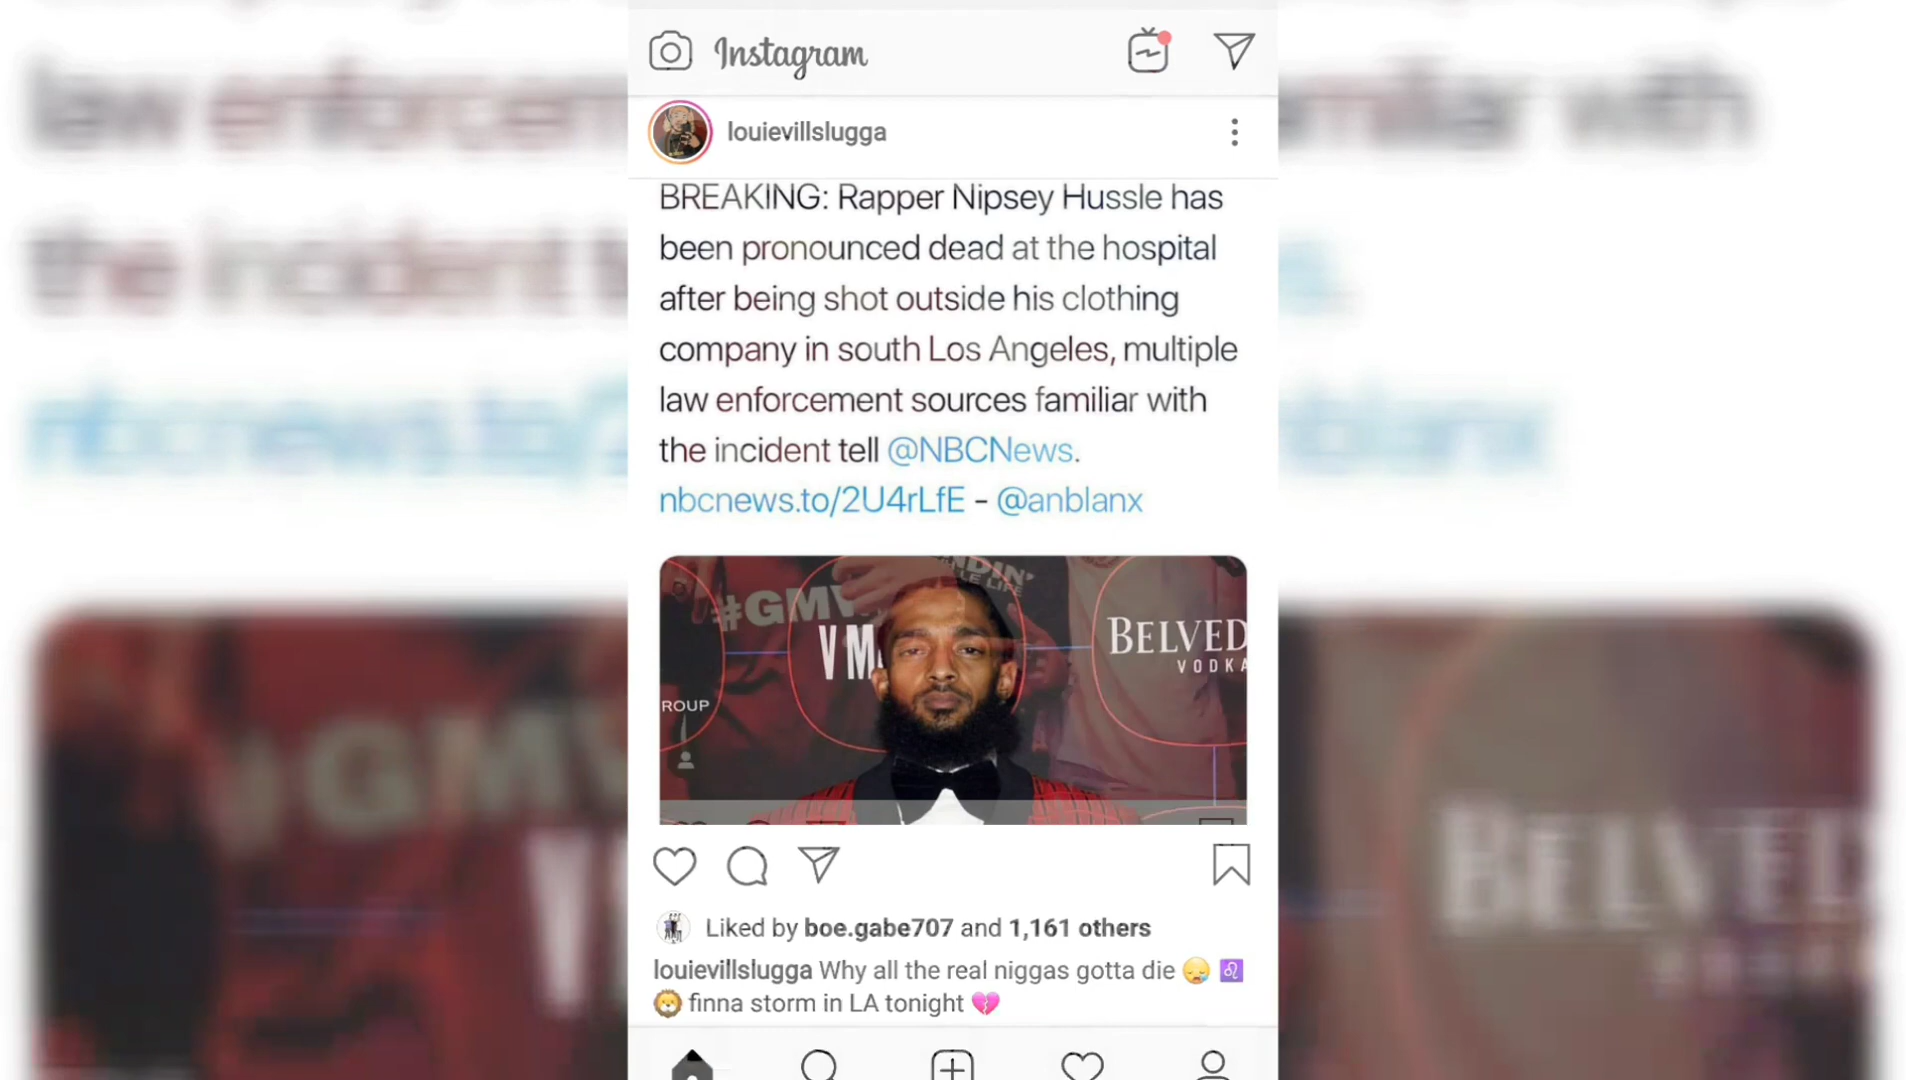 Instagram
louievillslugga
BREAKING: Rapper Nipsey Hussle has
been pronounced dead at the hospital
after being shot outside his clothing
company in south Los Angeles, multiple
law enforcement sources familiar with
the incident tell @NBCNews.
nbcnews.to/2U4rLfE - @anblanx
#GMV
VM
BELVED
VODKA
ROUP
Liked by boe.gabe707 and 1,161 others
louievillslugga Why all the real niggas gotta die 😪 ♌
🦁 finna storm in LA tonight 💔